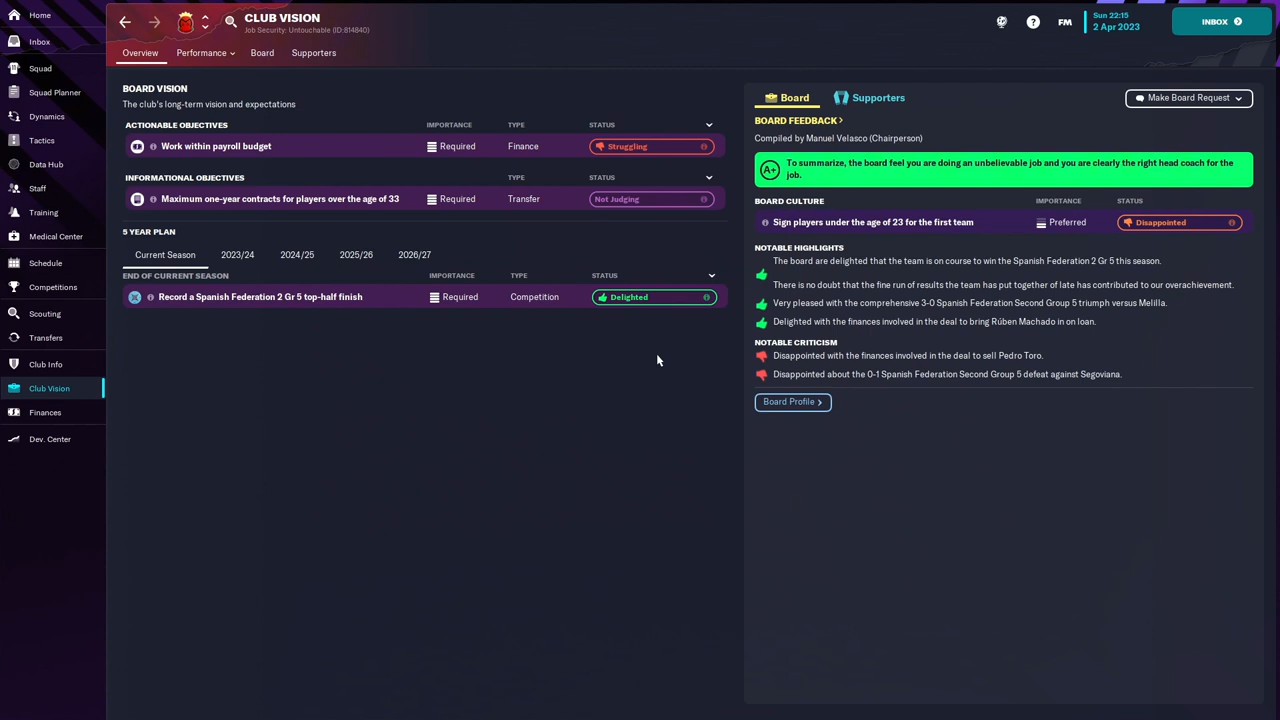 Home
Inbox
Squad
Squad Planner
Dynamics
Tactics
Data Hub
Staff
Training
Medical Center
Schedule
Competitions
Scouting
Transfers
Club Info
Club Vision
Finances
Dev. Center
CLUB VISION
Job Security: Untouchable (ID:814840)
? FM
Sun 22:15
2 Apr 2023
INBOX
Overview Performance Board Supporters
BOARD VISION
The club's long-term vision and expectations
ACTIONABLE OBJECTIVES IMPORTANCE TYPE STATUS
Work within payroll budget Required Finance Struggling
INFORMATIONAL OBJECTIVES IMPORTANCE TYPE STATUS
Maximum one-year contracts for players over the age of 33 Required Transfer Not Judging
5 YEAR PLAN
Current Season 2023/24 2024/25 2025/26 2026/27
END OF CURRENT SEASON IMPORTANCE TYPE STATUS
Record a Spanish Federation 2 Gr 5 top-half finish Required Competition Delighted
Board Supporters Make Board Request
BOARD FEEDBACK
Compiled by Manuel Velasco (Chairperson)
A+
To summarize, the board feel you are doing an unbelievable job and you are clearly the right head coach for the
job.
BOARD CULTURE IMPORTANCE STATUS
Sign players under the age of 23 for the first team Preferred Disappointed
NOTABLE HIGHLIGHTS
The board are delighted that the team is on course to win the Spanish Federation 2 Gr 5 this season.
There is no doubt that the fine run of results the team has put together of late has contributed to our overachievement.
Very pleased with the comprehensive 3-0 Spanish Federation Second Group 5 triumph versus Melilla.
Delighted with the finances involved in the deal to bring Rúben Machado in on loan.
NOTABLE CRITICISM
Disappointed with the finances involved in the deal to sell Pedro Toro.
Disappointed about the 0-1 Spanish Federation Second Group 5 defeat against Segoviana.
Board Profile